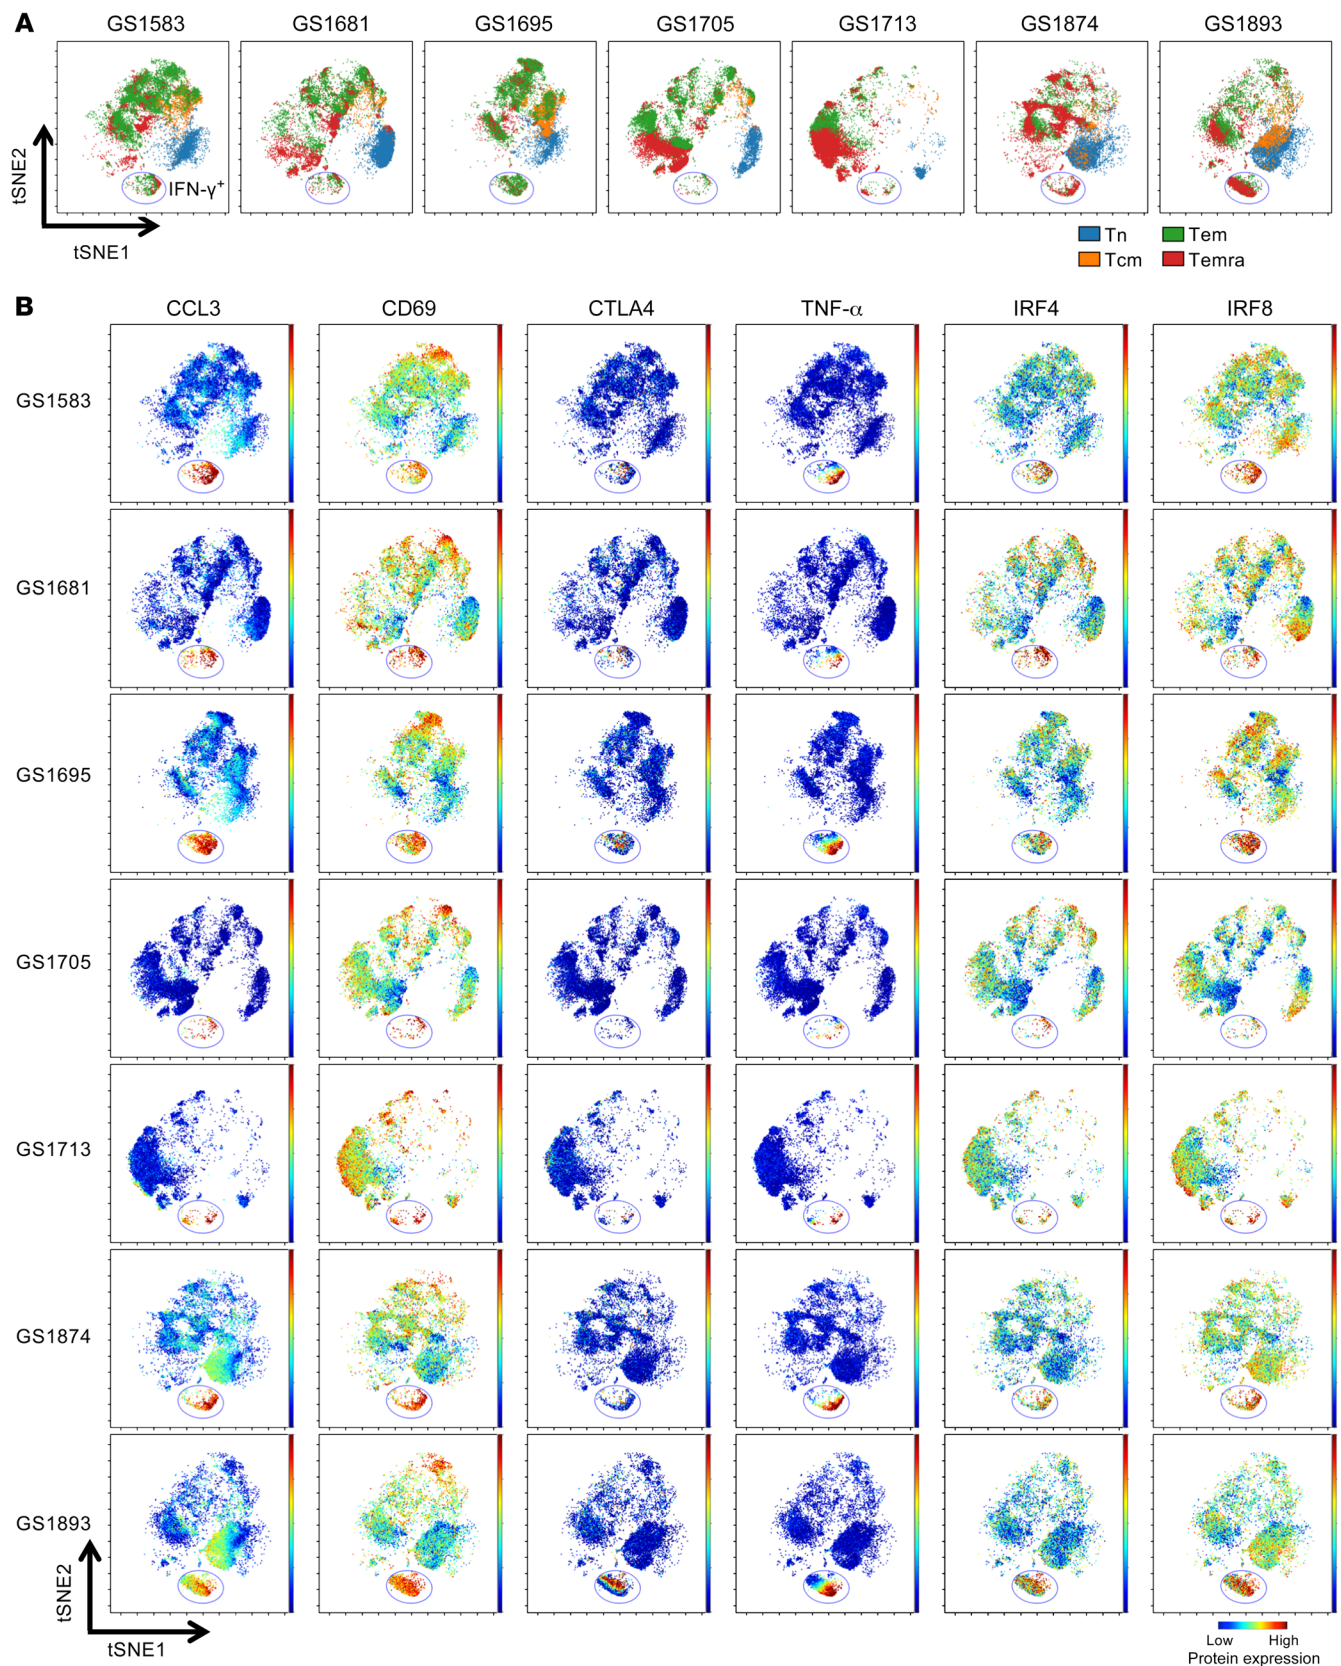 A
GS1583 GS1681 GS1695 GS1705 GS1713 GS1874 GS1893
tSNE2
IFN-γ+
tSNE1
Tn Tem
Tcm Temra
B
CCL3 CD69 CTLA4 TNF-α IRF4 IRF8
GS1583
GS1681
GS1695
GS1705
GS1713
GS1874
GS1893
tSNE2
tSNE1
Low High
Protein expression